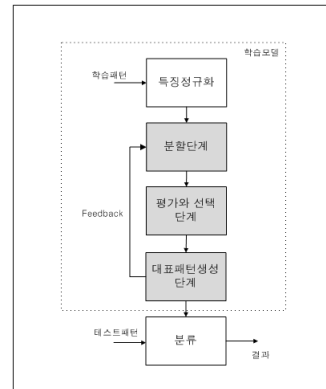 학습모델
학습패턴
특징정규화
분할단계
Feedback
평가와 선택
단계
대표패턴생성
단계
테스트패턴
분류
결과